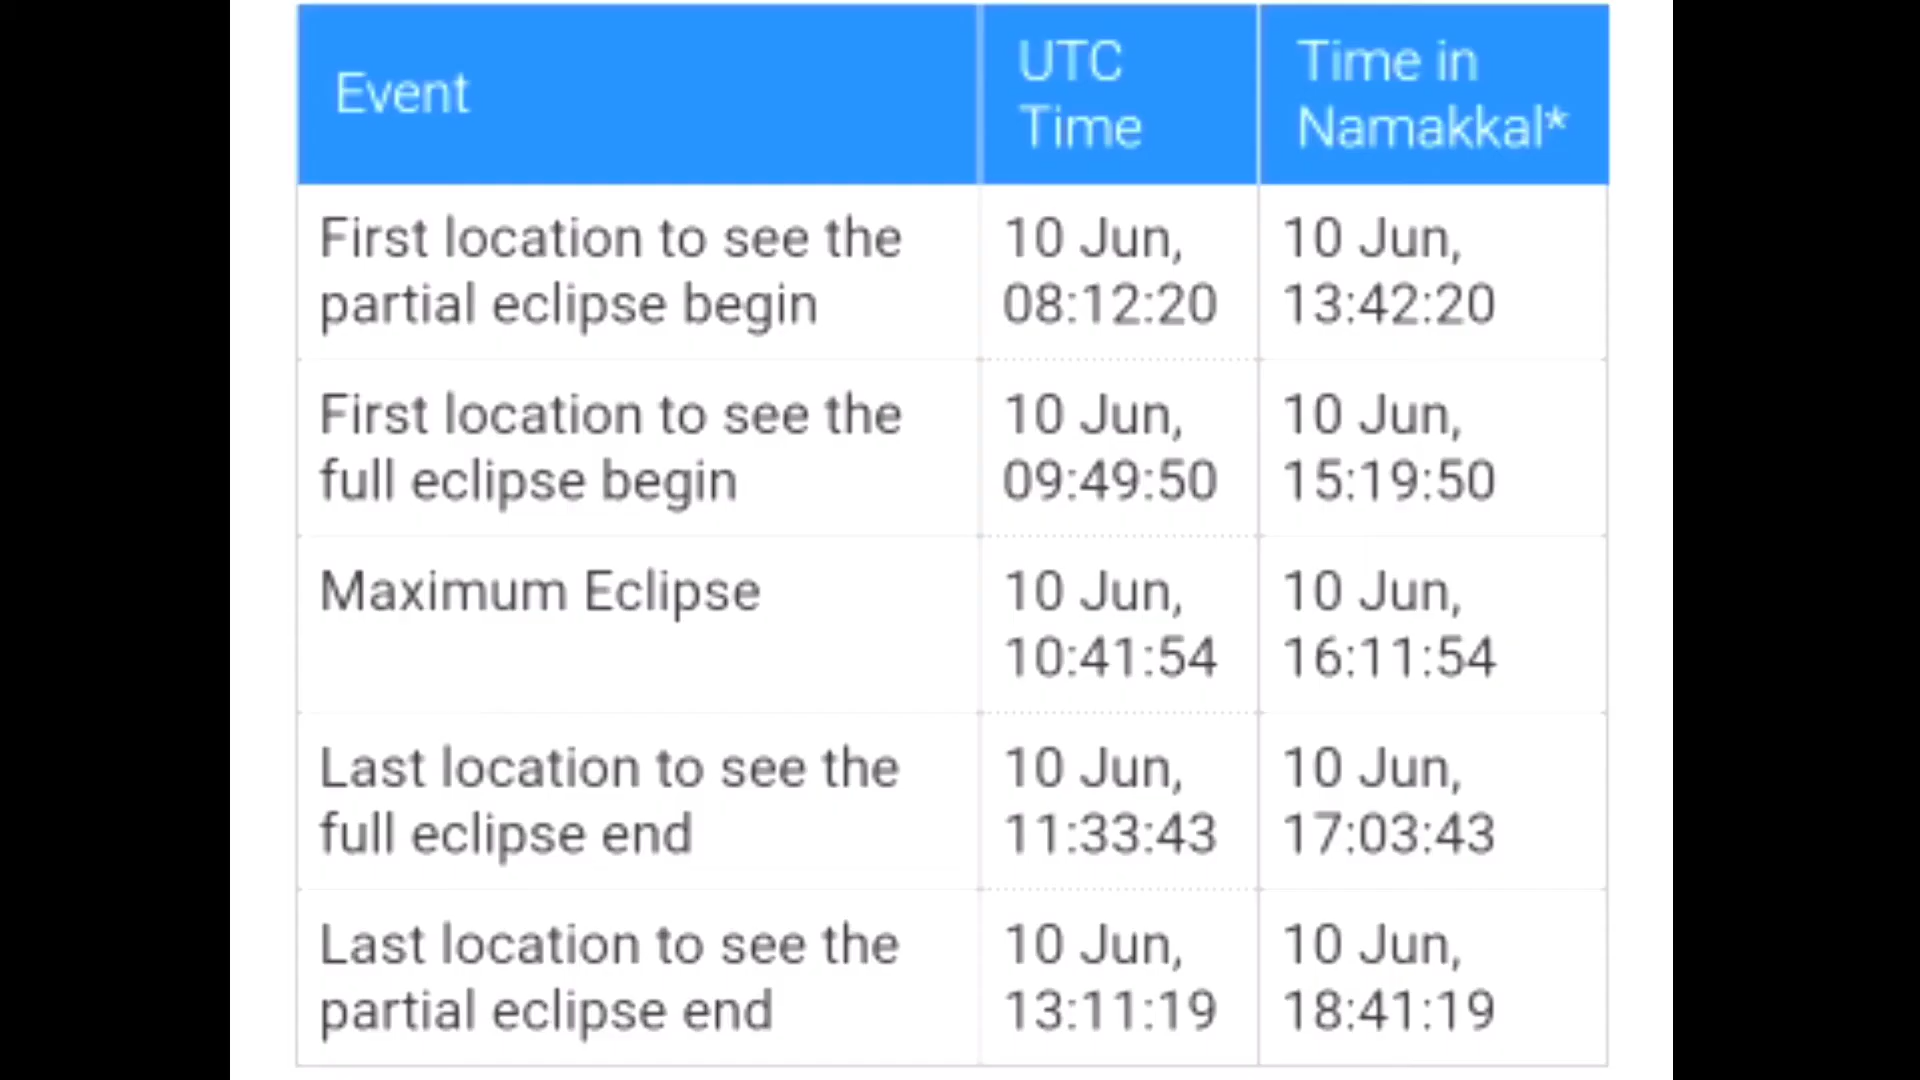 Event
UTC
Time
Time in
Namakkal*
First location to see the
partial eclipse begin
10 Jun,
08:12:20
10 Jun,
13:42:20
First location to see the
full eclipse begin
10 Jun,
09:49:50
10 Jun,
15:19:50
Maximum Eclipse
10 Jun,
10:41:54
10 Jun,
16:11:54
Last location to see the
full eclipse end
10 Jun,
11:33:43
10 Jun,
17:03:43
Last location to see the
partial eclipse end
10 Jun,
13:11:19
10 Jun,
18:41:19